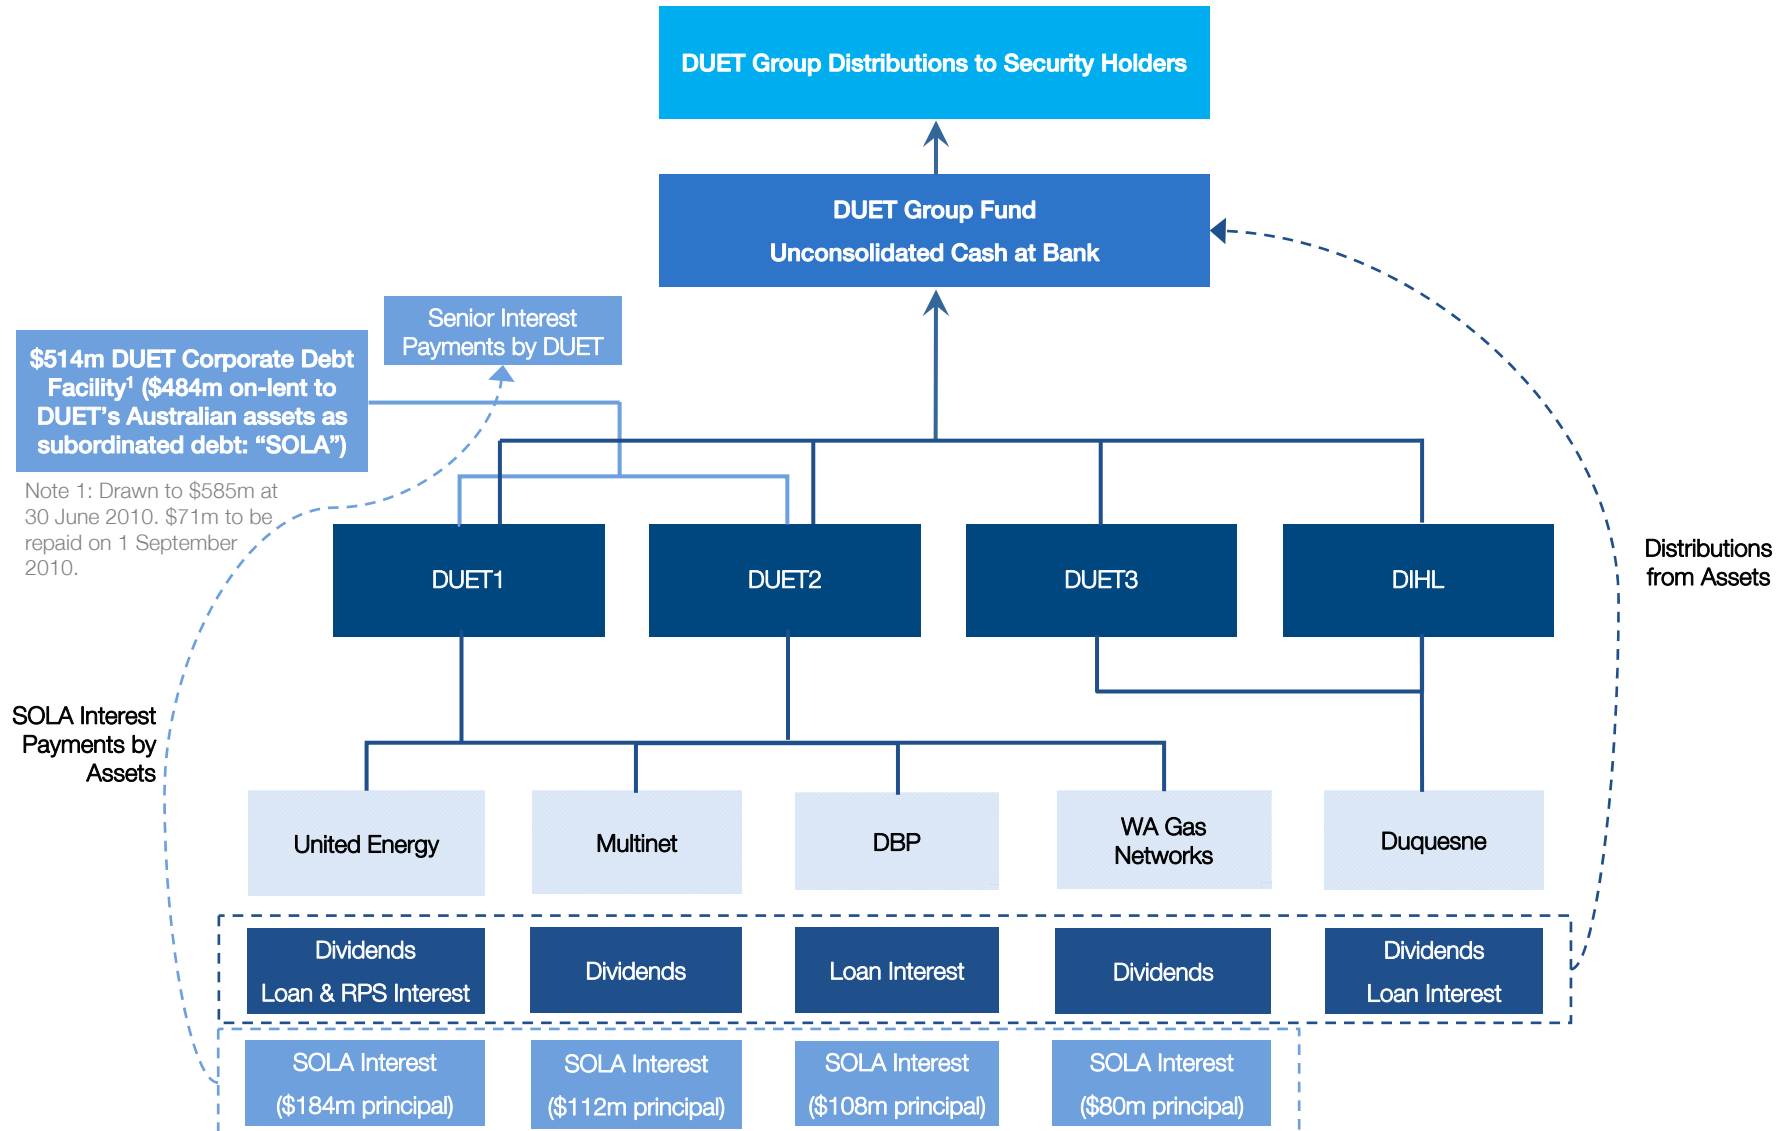 DUET Group Distributions to Security Holders
DUET Group Fund
Unconsolidated Cash at Bank
Senior Interest
Payments by DUET
$514m DUET Corporate Debt
Facility¹ ($484m on-lent to
DUET’s Australian assets as
subordinated debt: “SOLA”)
Note 1: Drawn to $585m at
30 June 2010. $71m to be
repaid on 1 September
2010.
DUET1
DUET2
DUET3
DIHL
Distributions
from Assets
SOLA Interest
Payments by
Assets
United Energy
Multinet
DBP
WA Gas
Networks
Duquesne
Dividends
Loan & RPS Interest
Dividends
Loan Interest
Dividends
Dividends
Loan Interest
SOLA Interest
($184m principal)
SOLA Interest
($112m principal)
SOLA Interest
($108m principal)
SOLA Interest
($80m principal)